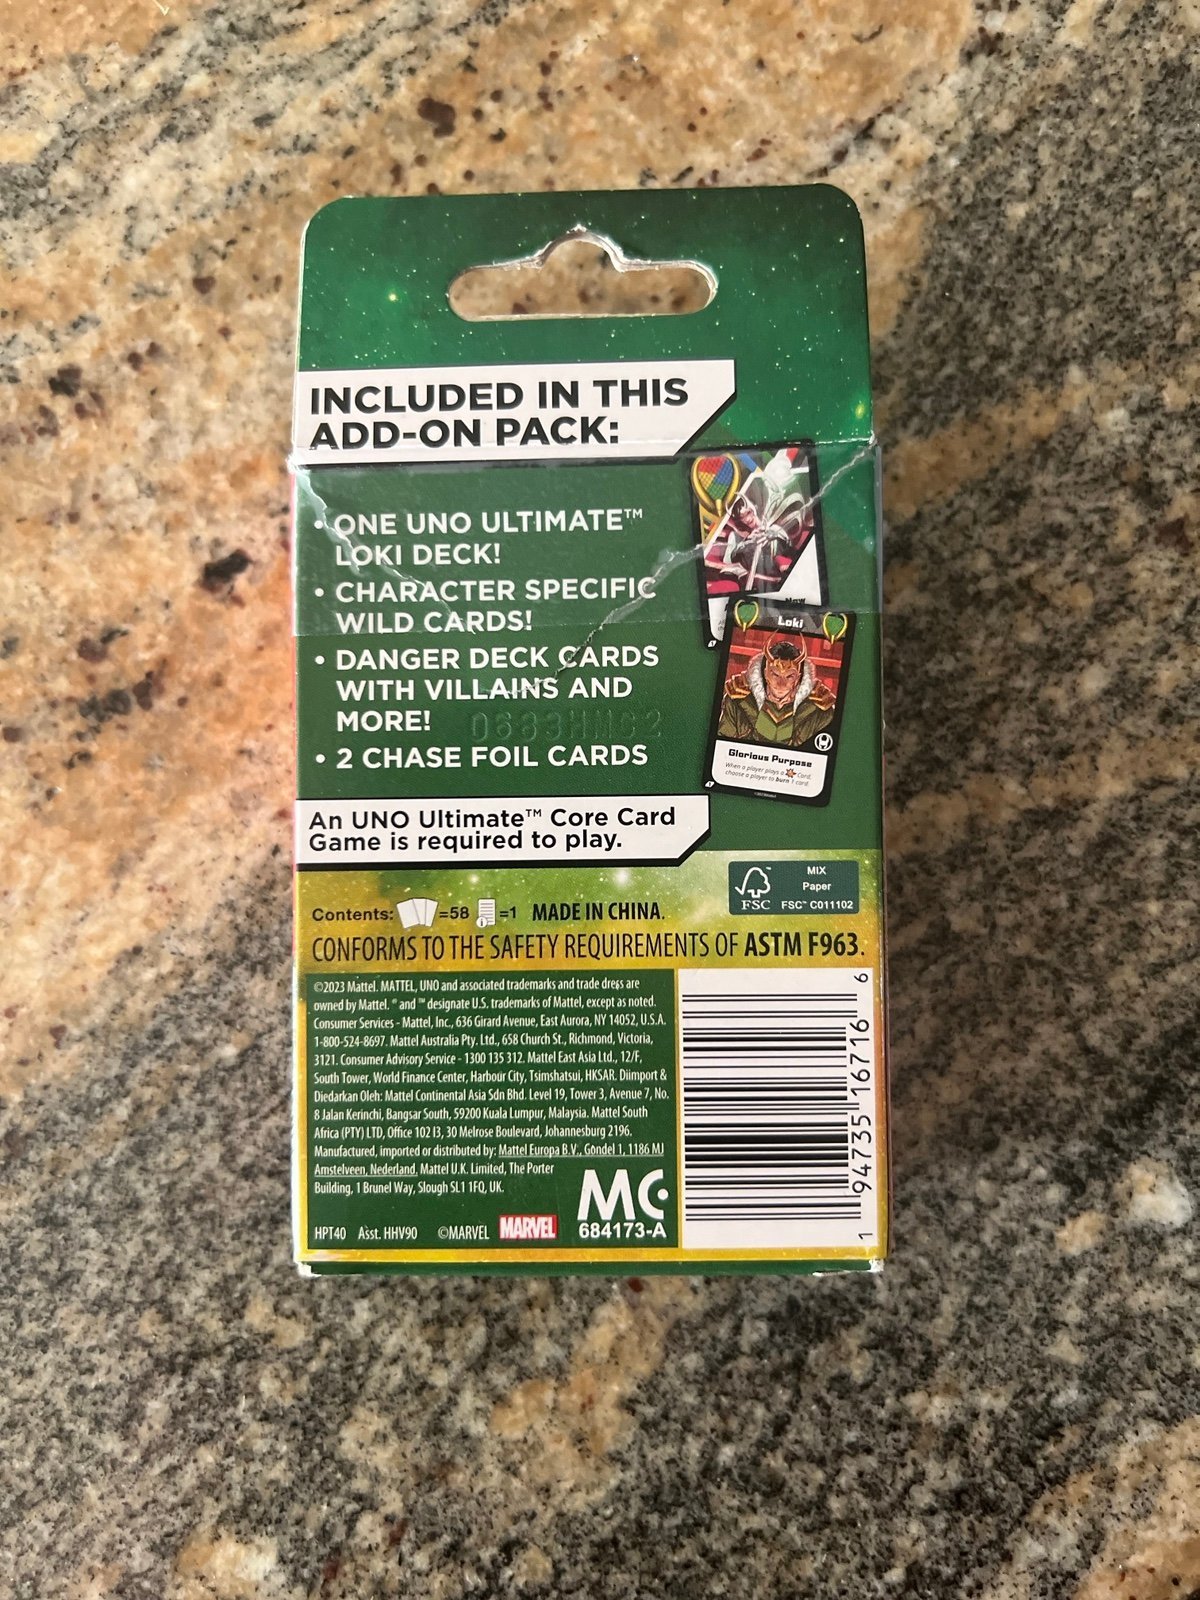 INCLUDED IN THIS
ADD-ON PACK:
• ONE UNO ULTIMATE™
LOKI DECK!
• CHARACTER SPECIFIC
WILD CARDS!
• DANGER DECK CARDS
WITH VILLAINS AND
MORE!
• 2 CHASE FOIL CARDS
Loki
Glorious Purpose
When a player plays a Card,
choose a player to burn 1 card.
An UNO Ultimate™ Core Card
Game is required to play.
MIX
Paper
FSC
FSC™ C011102
Contents: =58 =1 MADE IN CHINA.
CONFORMS TO THE SAFETY REQUIREMENTS OF ASTM F963.
©2023 Mattel. MATTEL, UNO and associated trademarks and trade dress are
owned by Mattel. ® and ™ designate U.S. trademarks of Mattel, except as noted.
Consumer Services - Mattel, Inc., 636 Girard Avenue, East Aurora, NY 14052, U.S.A.
1-800-524-8697. Mattel Australia Pty. Ltd., 658 Church St., Richmond, Victoria,
3121. Consumer Advisory Service - 1300 135 312. Mattel East Asia Ltd., 12/F,
South Tower, World Finance Center, Harbour City, Tsimshatsui, HKSAR. Diimport &
Diedarkan Oleh: Mattel Continental Asia Sdn Bhd. Level 19, Tower 3, Avenue 7, No.
8 Jalan Kerinchi, Bangsar South, 59200 Kuala Lumpur, Malaysia. Mattel South
Africa (PTY) LTD, Office 102 I3, 30 Melrose Boulevard, Johannesburg 2196.
Manufactured, imported or distributed by: Mattel Europa B.V., Gondel 1, 1186 MJ
Amstelveen, Nederland. Mattel U.K. Limited, The Porter
Building, 1 Brunel Way, Slough SL1 1FQ, UK.
HPT40 Asst. HHV90 ©MARVEL MARVEL
MC
684173-A
1 94735 16716 6